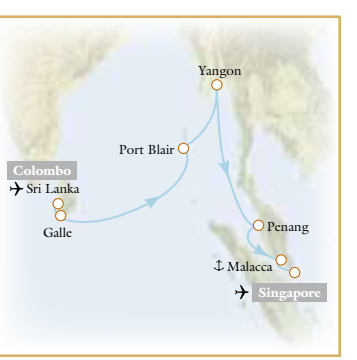 Yangon
Port Blair
Colombo
Sri Lanka
Galle
Penang
Malacca
Singapore